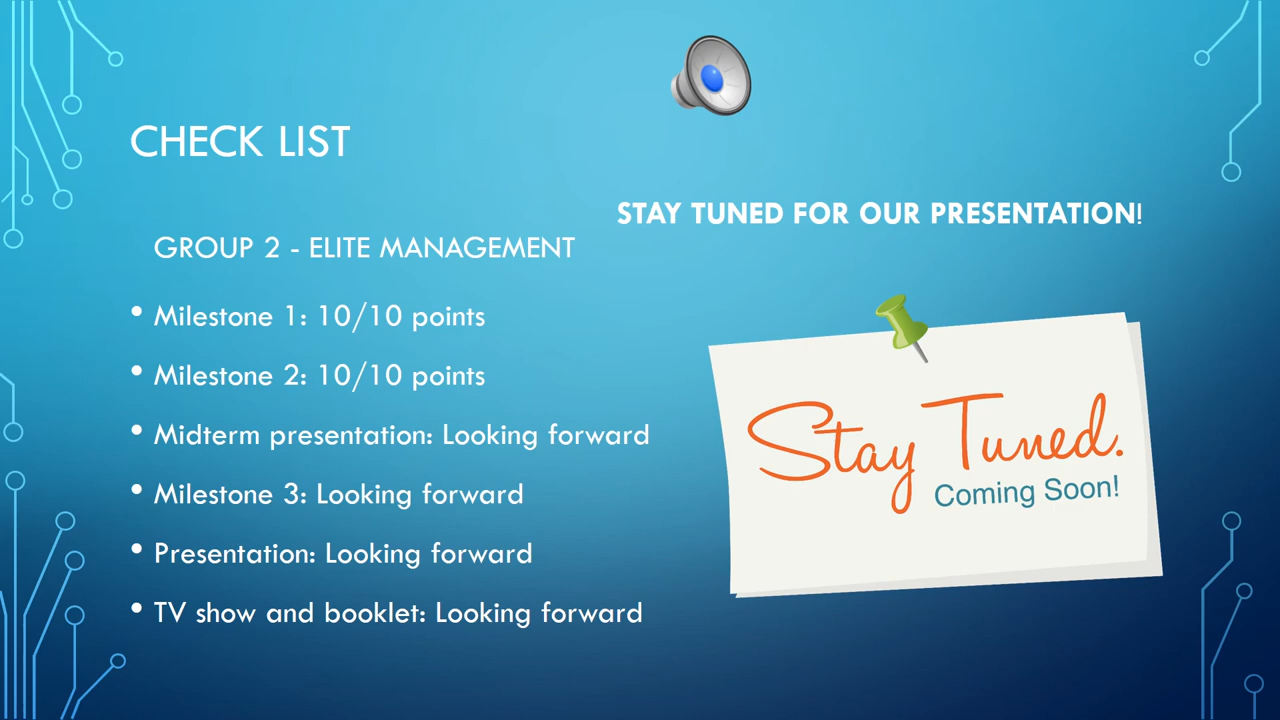 CHECK LIST
GROUP 2 - ELITE MANAGEMENT
• Milestone 1: 10/10 points
• Milestone 2: 10/10 points
• Midterm presentation: Looking forward
• Milestone 3: Looking forward
• Presentation: Looking forward
• TV show and booklet: Looking forward
STAY TUNED FOR OUR PRESENTATION!
Stay Tuned.
Coming Soon!